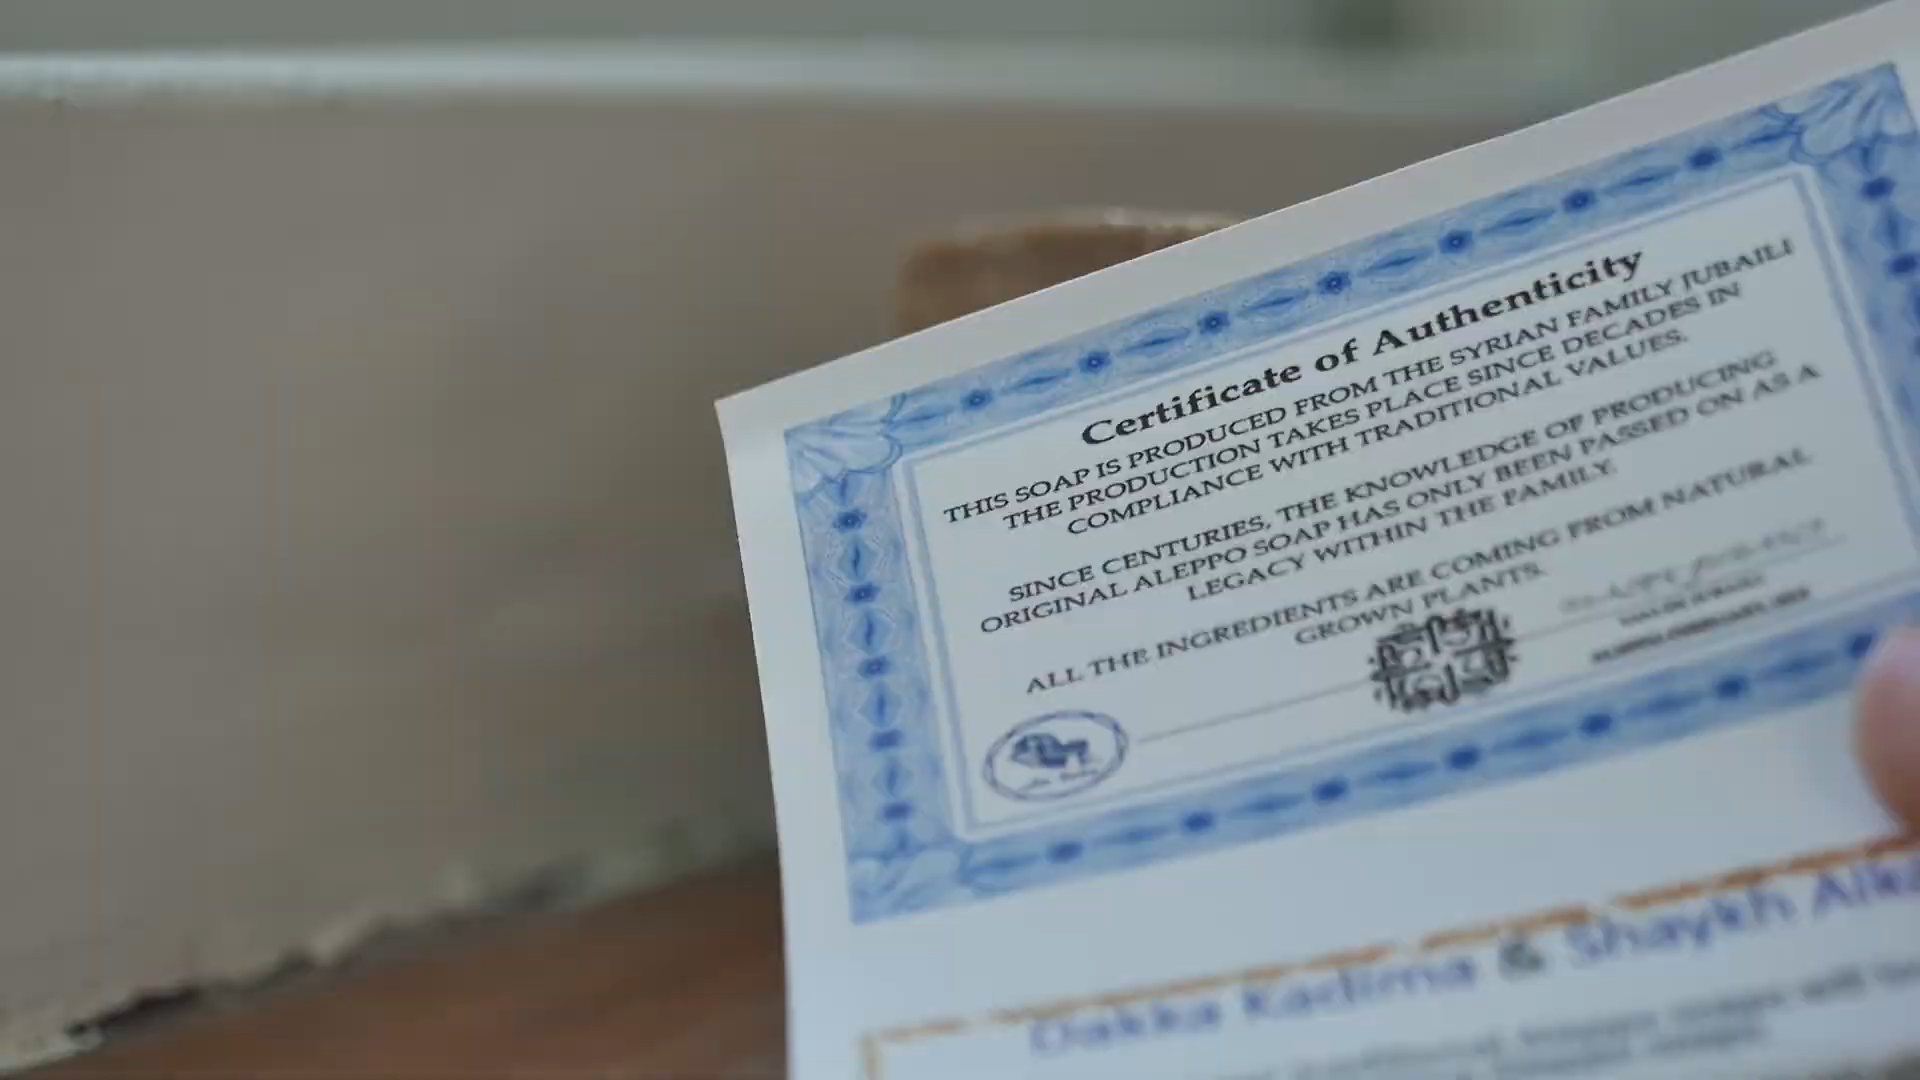 Certificate of Authenticity
THIS SOAP IS PRODUCED FROM THE SYRIAN FAMILY JUBAILI
THE PRODUCTION TAKES PLACE SINCE DECADES IN
COMPLIANCE WITH TRADITIONAL VALUES.
SINCE CENTURIES, THE KNOWLEDGE OF PRODUCING
ORIGINAL ALEPPO SOAP HAS ONLY BEEN PASSED ON AS A
LEGACY WITHIN THE FAMILY.
ALL THE INGREDIENTS ARE COMING FROM NATURAL
GROWN PLANTS.
Dakka Kadima & Shaykh